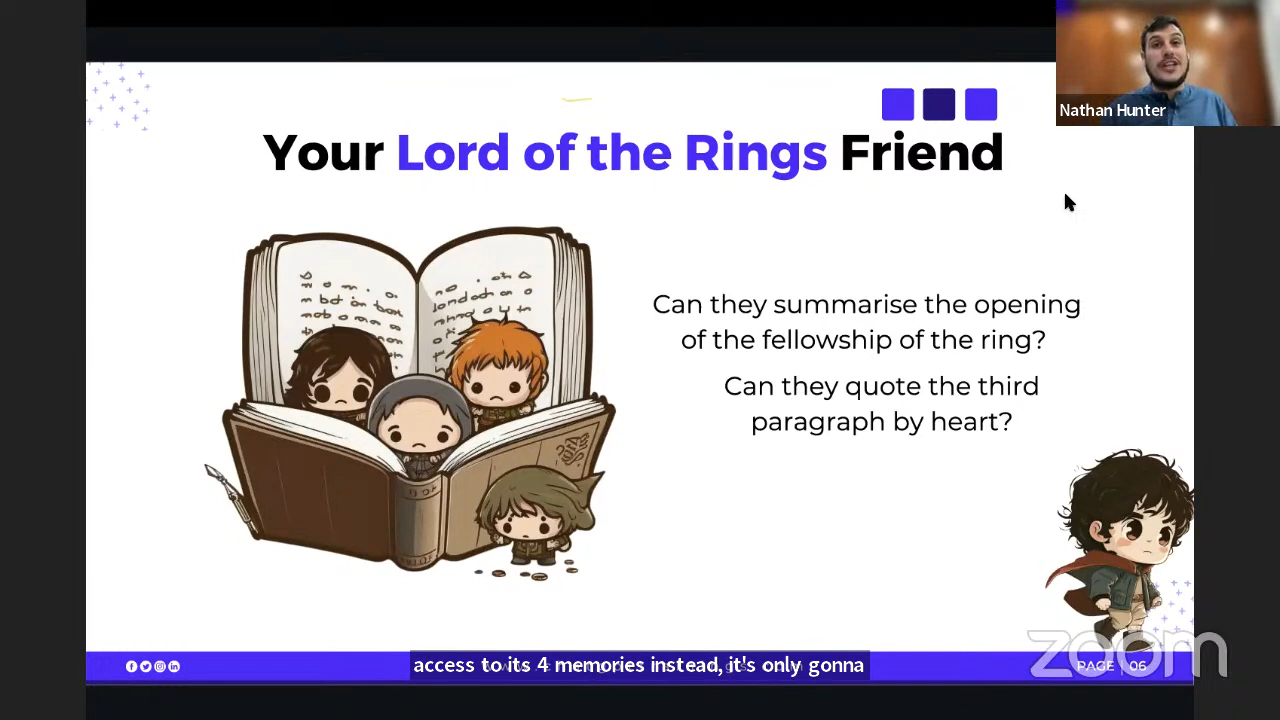 Nathan Hunter
Your Lord of the Rings Friend
Can they summarise the opening
of the fellowship of the ring?
Can they quote the third
paragraph by heart?
access to its 4 memories instead, it's only gonna
zoom
PAGE | 06